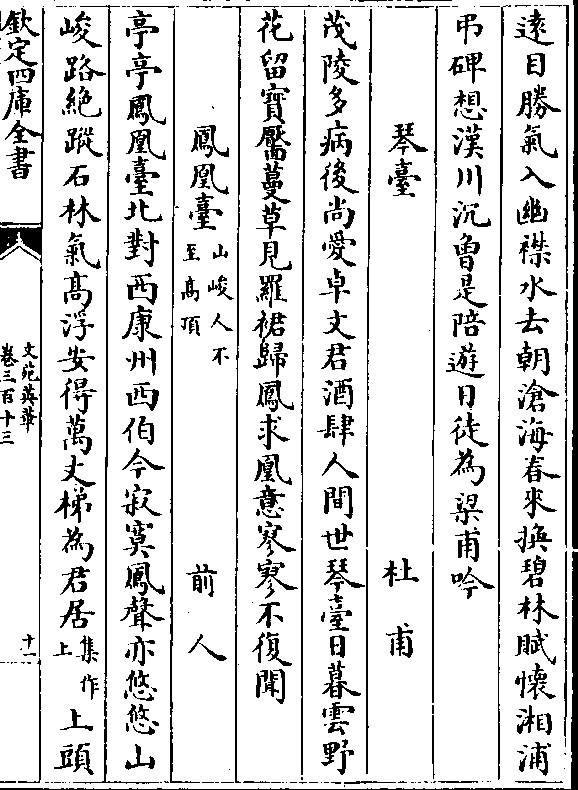 遠目勝氣入幽襟水去朝滄海春來換碧林賦懷湘浦
弔碑想漢川沉曾是陪遊日徒為梁甫吟
琴臺　杜甫
茂陵多病後尚愛卓文君酒肆人間世琴臺日暮雲野
花留寶靨蔓草見羅裙歸鳳求凰意寥寥不復聞
鳳凰臺 山峻人不至高頂　前人
亭亭鳳凰臺北對西康州西伯今寂寞鳳聲亦悠悠山
峻路絶蹤石林氣高浮安得萬丈梯為君居集作上上頭
欽定四庫全書
文苑英華
卷三百十三
十一